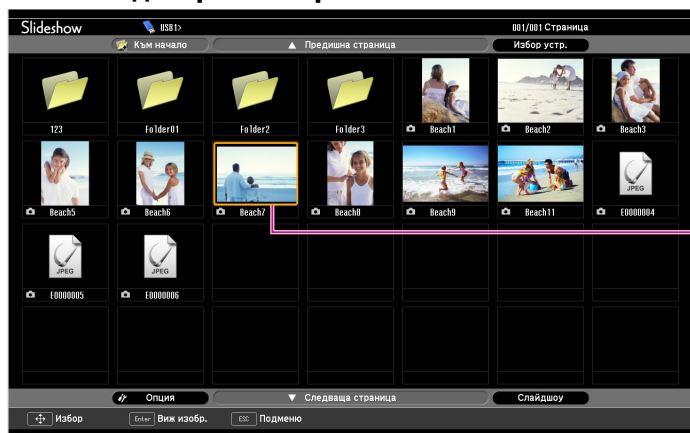 Slideshow USB1> 001/001 Страница
Към начало ▲ Предишна страница Избор устр.
123 Folder01 Folder2 Folder3 Beach1 Beach2 Beach3
JPEG
Beach5 Beach6 Beach7 Beach8 Beach9 Beach11 E0000004
JPEG JPEG
E0000005 E0000006
Опция ▼ Следваща страница Слайдшоу
Избор Enter Виж изобр. ESC Подменю